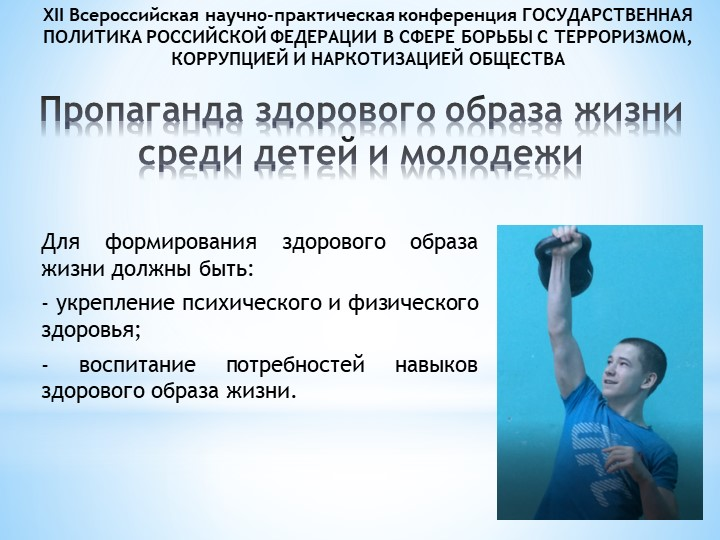 XII Всероссийская научно-практическая конференция ГОСУДАРСТВЕННАЯ
ПОЛИТИКА РОССИЙСКОЙ ФЕДЕРАЦИИ В СФЕРЕ БОРЬБЫ С ТЕРРОРИЗМОМ,
КОРРУПЦИЕЙ И НАРКОТИЗАЦИЕЙ ОБЩЕСТВА
Пропаганда здорового образа жизни
среди детей и молодежи
Для формирования здорового образа
жизни должны быть:
- укрепление психического и физического
здоровья;
- воспитание потребностей навыков
здорового образа жизни.